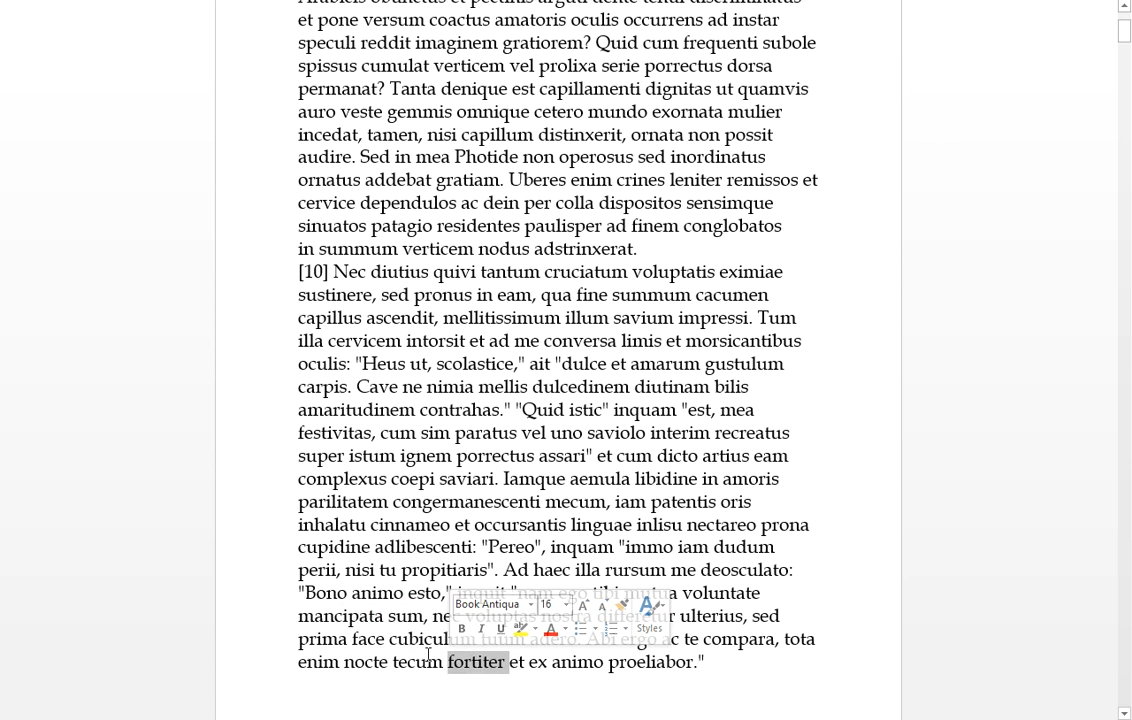 et pone versum coactus amatoris oculis occurrens ad instar
speculi reddit imaginem gratiorem? Quid cum frequenti subole
spissus cumulat verticem vel prolixa serie porrectus dorsa
permanat? Tanta denique est capillamenti dignitas ut quamvis
auro veste gemmis omnique cetero mundo exornata mulier
incedat, tamen, nisi capillum distinxerit, ornata non possit
audire. Sed in mea Photide non operosus sed inordinatus
ornatus addebat gratiam. Uberes enim crines leniter remissos et
cervice dependulos ac dein per colla dispositos sensimque
sinuatos patagio residentes paulisper ad finem conglobatos
in summum verticem nodus adstrinxerat.
[10] Nec diutius quivi tantum cruciatum voluptatis eximiae
sustinere, sed pronus in eam, qua fine summum cacumen
capillus ascendit, mellitissimum illum savium impressi. Tum
illa cervicem intorsit et ad me conversa limis et morsicantibus
oculis: "Heus ut, scolastice," ait "dulce et amarum gustulum
carpis. Cave ne nimia mellis dulcedinem diutinam bilis
amaritudinem contrahas." "Quid istic" inquam "est, mea
festivitas, cum sim paratus vel uno saviolo interim recreatus
super istum ignem porrectus assari" et cum dicto artius eam
complexus coepi saviari. Iamque aemula libidine in amoris
parilitatem congermanescenti mecum, iam patentis oris
inhalatu cinnameo et occursantis linguae inlisu nectareo prona
cupidine adlibescenti: "Pereo", inquam "immo iam dudum
perii, nisi tu propitiaris". Ad haec illa rursum me deosculato:
"Bono animo esto," inquit "nam ego tibi mutua voluntate
Book Antiqua 16
mancipata sum, nec voluptas nostra differetur ulterius, sed
B I U ab A Styles
prima face cubiculum tuum adero. Abi ergo ac te compara, tota
enim nocte tecum fortiter et ex animo proeliabor."